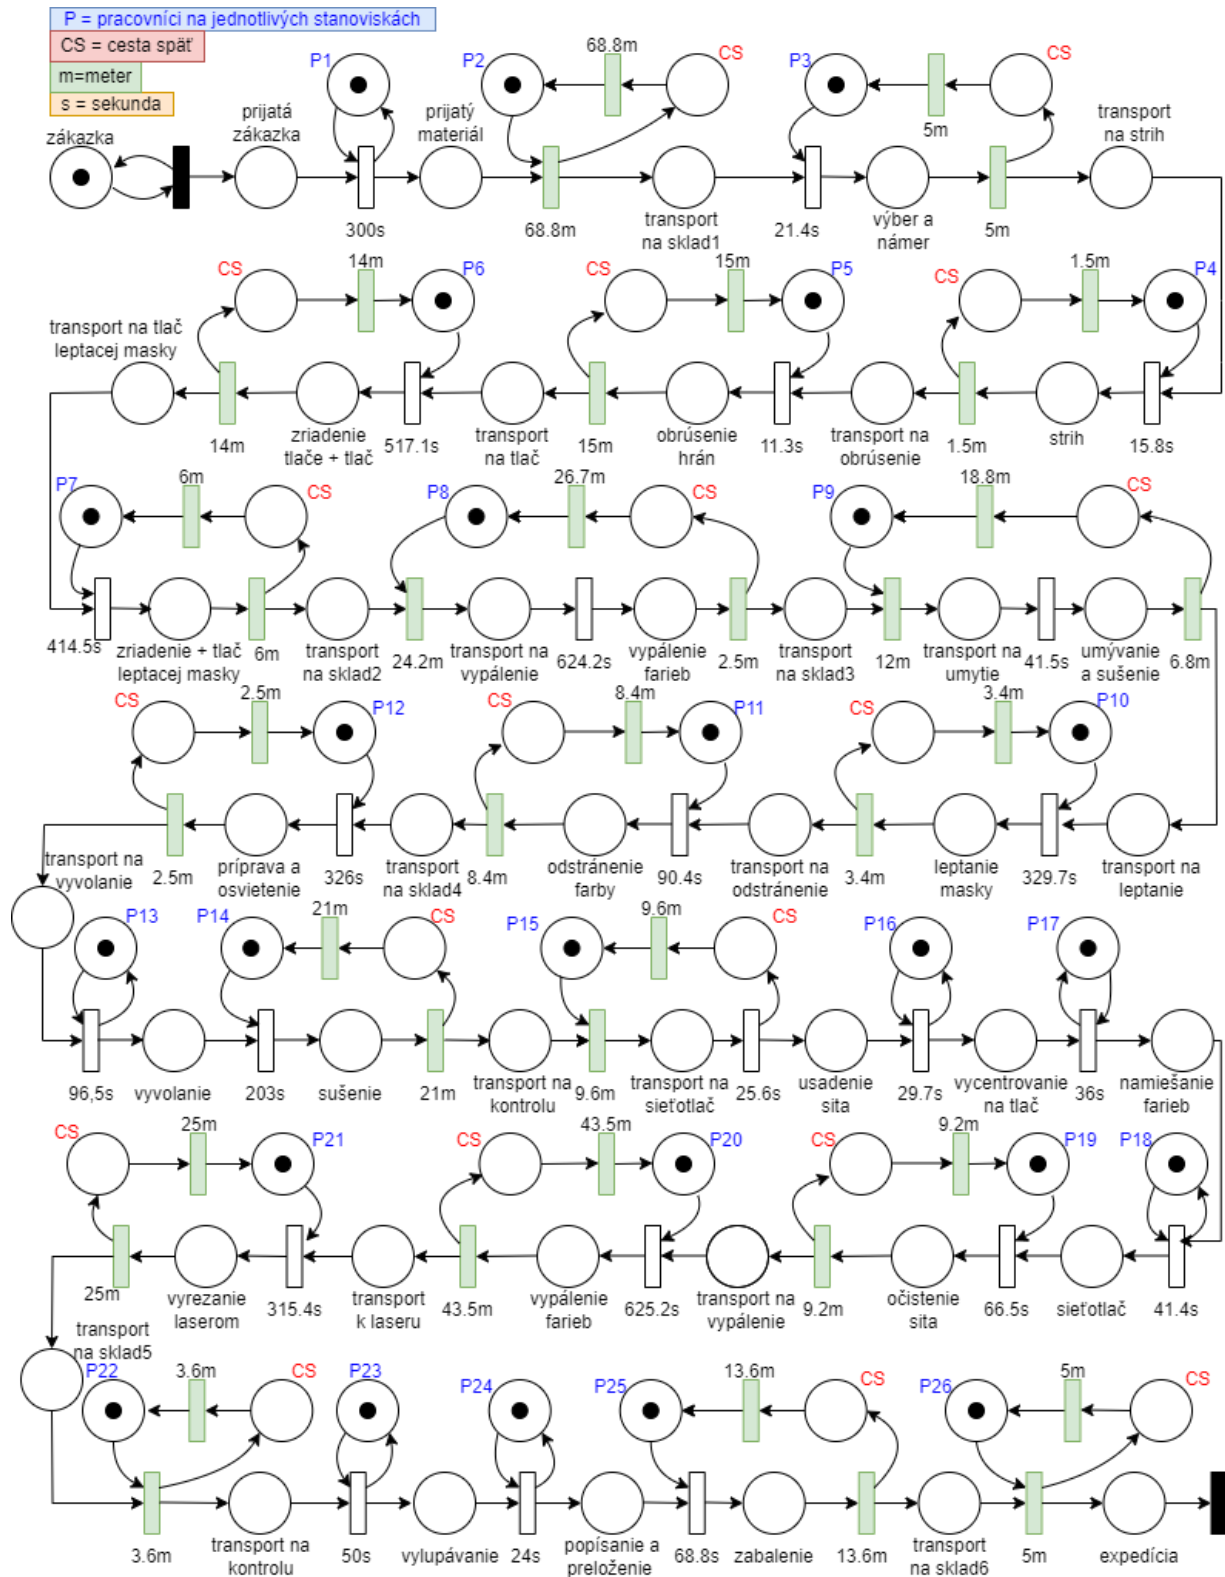 P = pracovníci na jednotlivých stanoviskách
CS = cesta späť
m=meter
s = sekunda
P1
P2
68.8m
CS
P3
5m
CS
zákazka
prijatá
zákazka
300s
prijatý
materiál
68.8m
transport
na sklad1
21.4s
výber a
námer
5m
transport
na strih
CS
14m
P6
CS
15m
P5
CS
1.5m
P4
transport na tlač
leptacej masky
14m
zriadenie
tlače + tlač
517.1s
transport
na tlač
15m
obrúsenie
hrán
11.3s
transport na
obrúsenie
1.5m
strih
15.8s
P7
6m
CS
P8
26.7m
CS
P9
18.8m
CS
414.5s
zriadenie + tlač
leptacej masky
6m
transport
na sklad2
24.2m
transport na
vypálenie
624.2s
vypálenie
farieb
2.5m
transport
na sklad3
12m
transport na
umytie
41.5s
umývanie
a sušenie
6.8m
CS
2.5m
P12
CS
8.4m
P11
CS
3.4m
P10
transport na
vyvolanie
2.5m
príprava a
osvietenie
326s
transport
na sklad4
8.4m
odstránenie
farby
90.4s
transport na
odstránenie
3.4m
leptanie
masky
329.7s
transport na
leptanie
P13
P14
21m
CS
P15
9.6m
CS
P16
P17
96,5s
vyvolanie
203s
sušenie
21m
transport na
kontrolu
9.6m
transport na
sieťotlač
25.6s
usadenie
sita
29.7s
vycentrovanie
na tlač
36s
namiešanie
farieb
CS
25m
P21
CS
43.5m
P20
CS
9.2m
P19
P18
25m
vyrezanie
laserom
315.4s
transport
k laseru
43.5m
vypálenie
farieb
625.2s
transport na
vypálenie
9.2m
očistenie
sita
66.5s
sieťotlač
41.4s
transport
na sklad5
P22
3.6m
CS
P23
P24
P25
13.6m
CS
P26
5m
CS
3.6m
transport na
kontrolu
50s
vylupávanie
24s
popísanie a
preloženie
68.8s
zabalenie
13.6m
transport
na sklad6
5m
expedícia